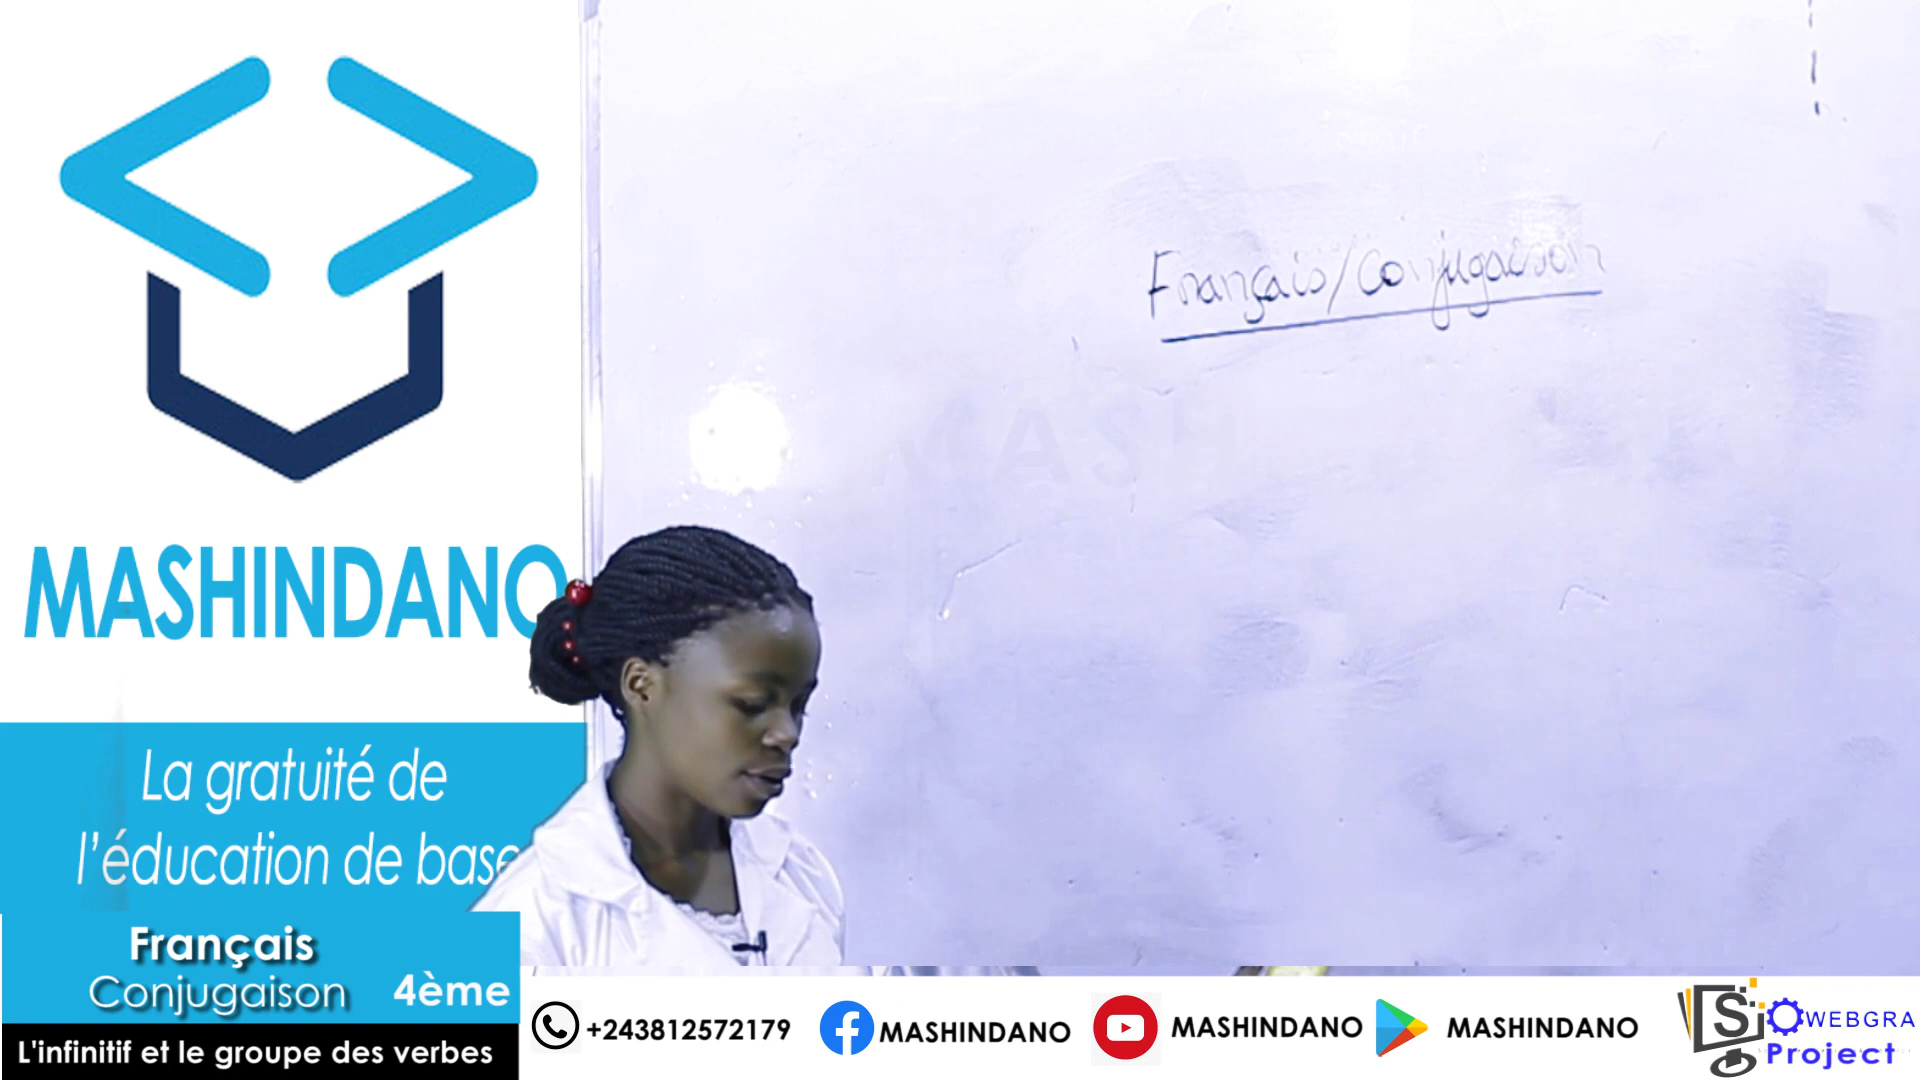 MASHINDANO
La gratuité de
l'éducation de base
Français
Conjugaison 4ème
L'infinitif et le groupe des verbes
Français/Conjugaison
MASH
+243812572179 MASHINDANO MASHINDANO MASHINDANO
S WEBGRA
Project